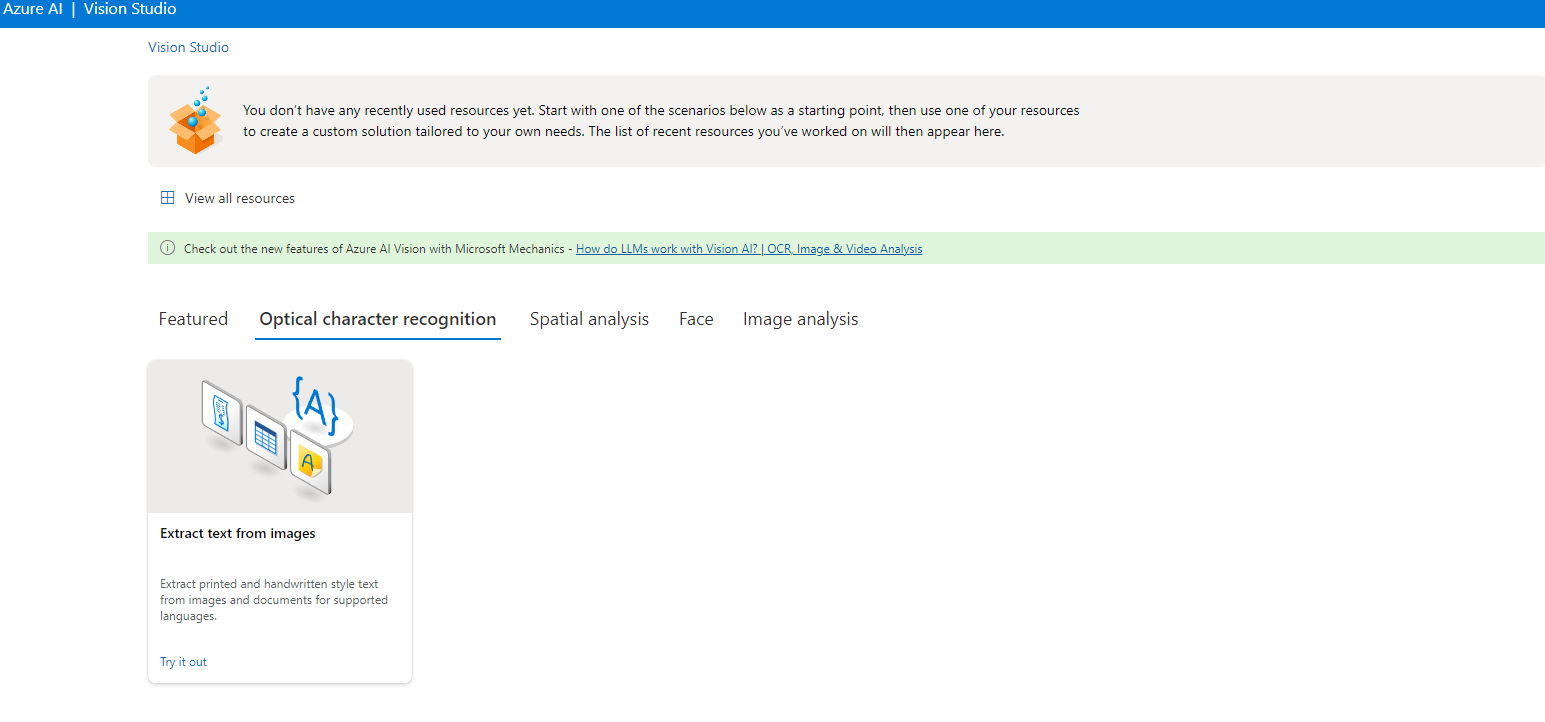 Azure AI | Vision Studio
Vision Studio
You don't have any recently used resources yet. Start with one of the scenarios below as a starting point, then use one of your resources
to create a custom solution tailored to your own needs. The list of recent resources you've worked on will then appear here.
View all resources
Check out the new features of Azure AI Vision with Microsoft Mechanics - How do LLMs work with Vision AI? | OCR, Image & Video Analysis
Featured Optical character recognition Spatial analysis Face Image analysis
{A}
A
Extract text from images
Extract printed and handwritten style text
from images and documents for supported
languages.
Try it out